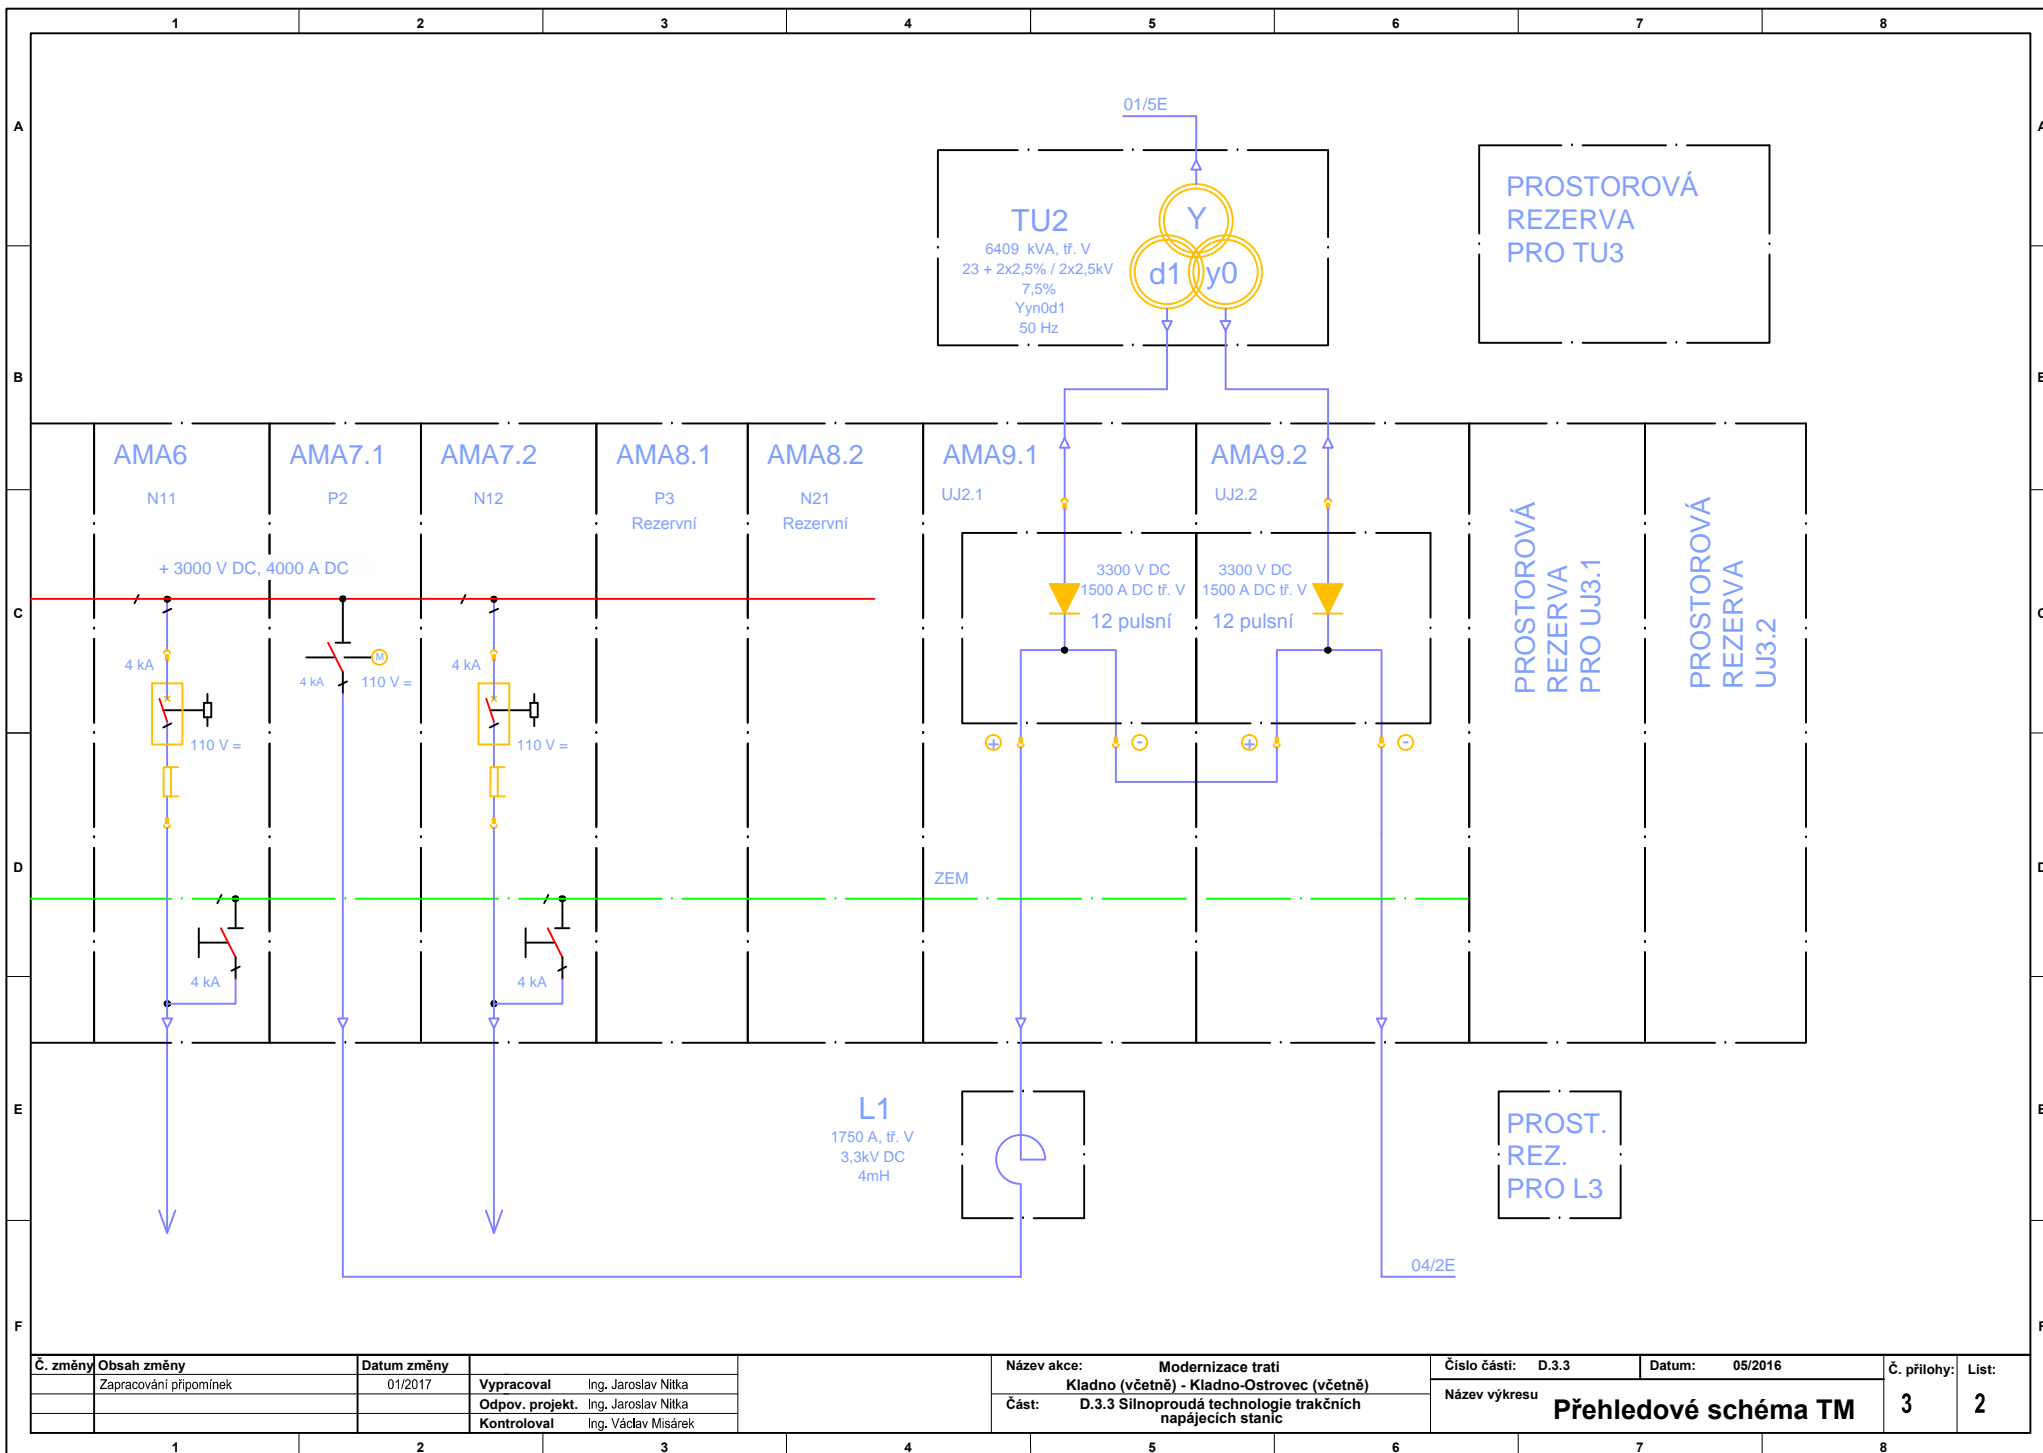 1 2 3 4 5 6 7 8
A
B
C
D
E
F
A
B
C
D
E
F
01/5E
TU2
6409 kVA, tř. V
23 + 2x2,5% / 2x2,5kV
7,5%
Yyn0d1
50 Hz
Y
d1
y0
PROSTOROVÁ
REZERVA
PRO TU3
AMA6
N11
AMA7.1
P2
AMA7.2
N12
AMA8.1
P3
Rezervní
AMA8.2
N21
Rezervní
AMA9.1
UJ2.1
AMA9.2
UJ2.2
PROSTOROVÁ
REZERVA
PRO UJ3.1
PROSTOROVÁ
REZERVA
UJ3.2
+ 3000 V DC, 4000 A DC
4 kA
110 V =
M
4 kA
110 V =
4 kA
110 V =
3300 V DC
1500 A DC tř. V
12 pulsní
3300 V DC
1500 A DC tř. V
12 pulsní
+
-
+
-
ZEM
4 kA
4 kA
L1
1750 A, tř. V
3,3kV DC
4mH
PROST.
REZ.
PRO L3
04/2E
Č. změny Obsah změny Datum změny
Zapracování připomínek 01/2017
Vypracoval Ing. Jaroslav Nitka
Odpov. projekt. Ing. Jaroslav Nitka
Kontroloval Ing. Václav Misárek
Název akce: Modernizace trati
Kladno (včetně) - Kladno-Ostrovec (včetně)
Část: D.3.3 Silnoproudá technologie trakčních
napájecích stanic
Číslo části: D.3.3
Datum: 05/2016
Název výkresu Přehledové schéma TM
Č. přílohy:
3
List:
2
1 2 3 4 5 6 7 8